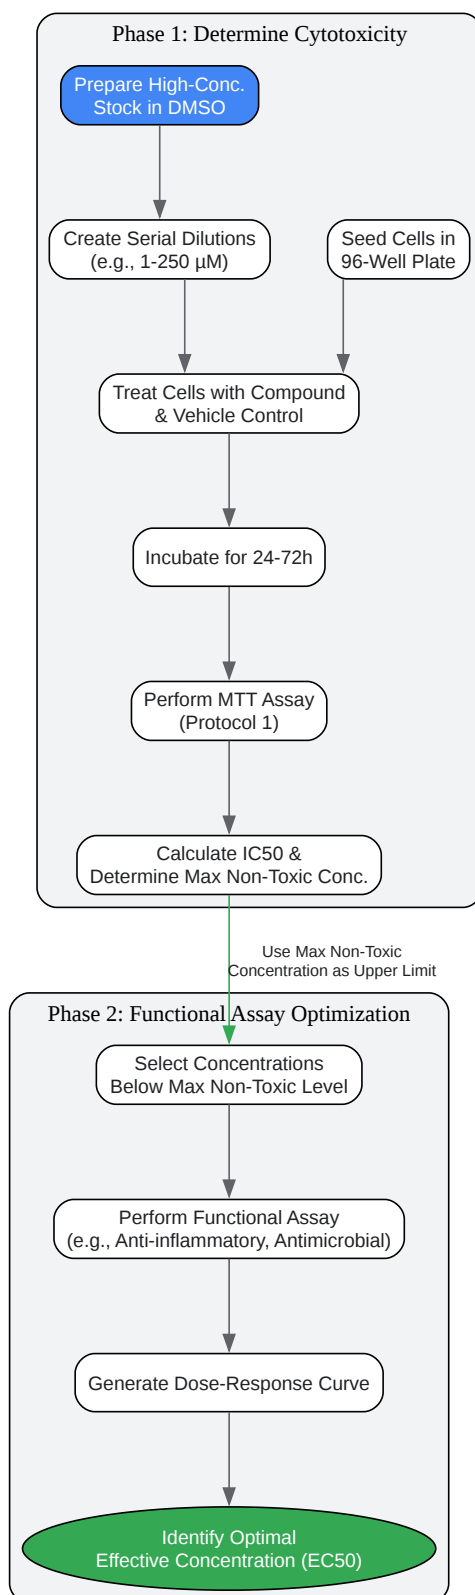 Phase 1: Determine Cytotoxicity
Prepare High-Conc.
Stock in DMSO
Create Serial Dilutions
(e.g., 1-250 µM)
Seed Cells in
96-Well Plate
Treat Cells with Compound
& Vehicle Control
Incubate for 24-72h
Perform MTT Assay
(Protocol 1)
Calculate IC50 &
Determine Max Non-Toxic Conc.
Use Max Non-Toxic
Concentration as Upper Limit
Phase 2: Functional Assay Optimization
Select Concentrations
Below Max Non-Toxic Level
Perform Functional Assay
(e.g., Anti-inflammatory, Antimicrobial)
Generate Dose-Response Curve
Identify Optimal
Effective Concentration (EC50)